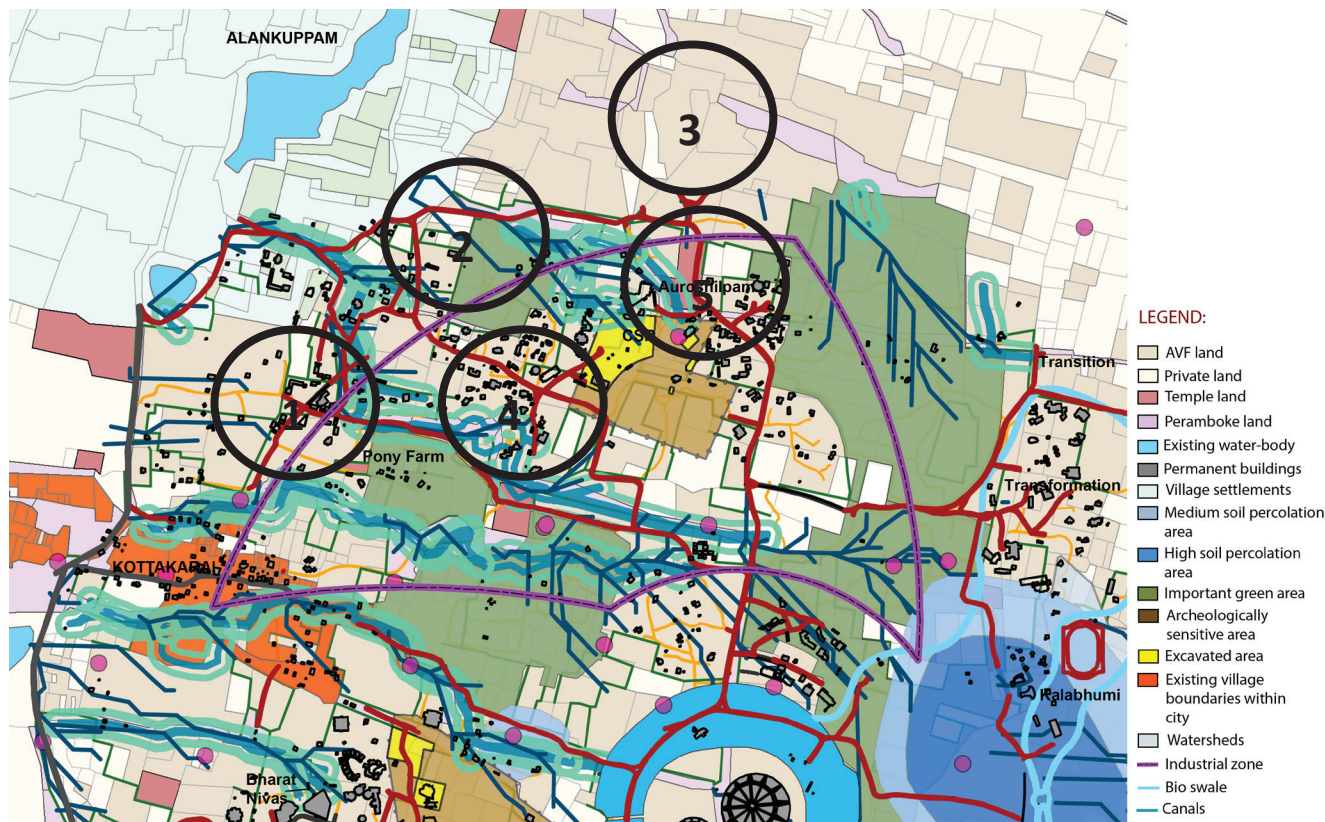 ALANKUPPAM
3
2
Auroshilpam
CSR
Transition
1
4
Pony Farm
Transformation
KOTTAKARAI
Kalabhumi
Bharat
Nivas
LEGEND:
AVF land
Private land
Temple land
Peramboke land
Existing water-body
Permanent buildings
Village settlements
Medium soil percolation
area
High soil percolation
area
Important green area
Archeologically
sensitive area
Excavated area
Existing village
boundaries within
city
Watersheds
Industrial zone
Bio swale
Canals